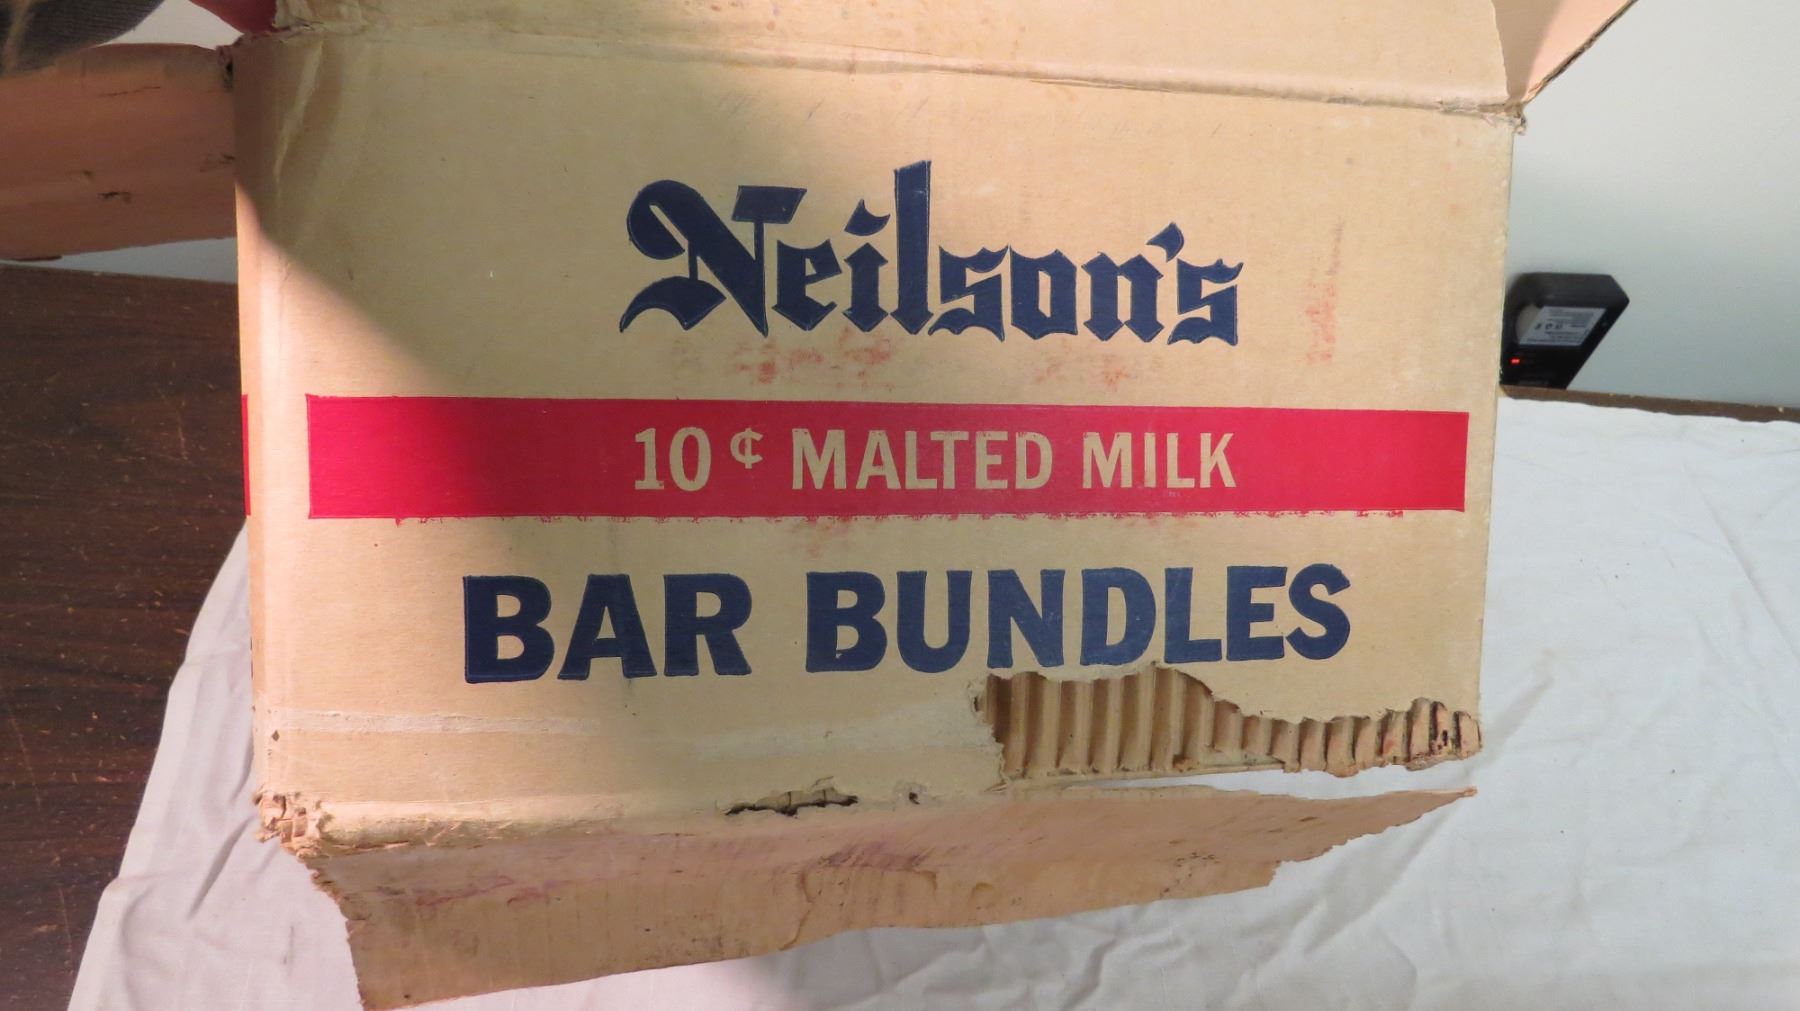 Neilson's
10¢ MALTED MILK
BAR BUNDLES